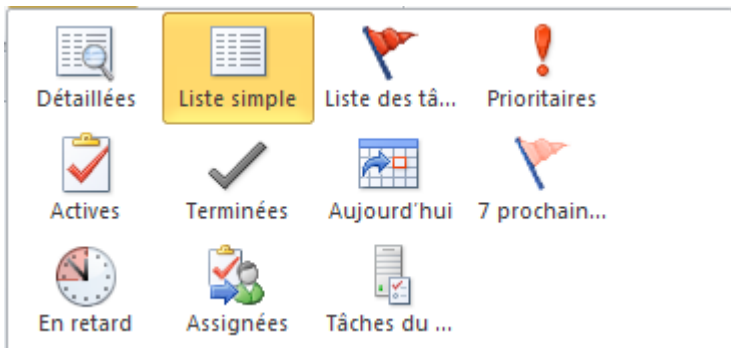 Détaillées
Liste simple
Liste des tâ...
Prioritaires
Actives
Terminées
Aujourd'hui
7 prochain...
En retard
Assignées
Tâches du ...